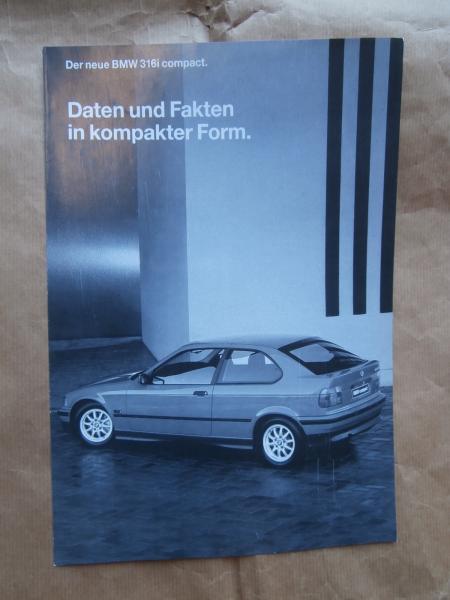 Der neue BMW 316i compact.
Daten und Fakten
in kompakter Form.